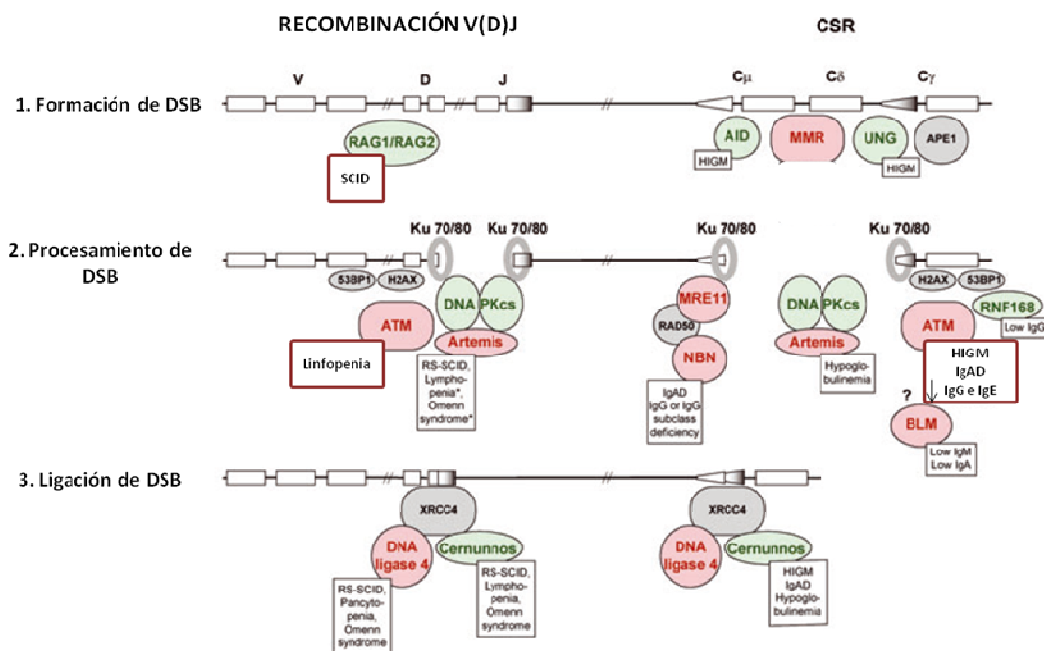 RECOMBINACIÓN V(D)J
CSR
V
D
J
Cμ
Cδ
Cγ
1. Formación de DSB
//
//
//
RAG1/RAG2
SCID
AID
HIGM
MMR
UNG
HIGM
APE1
Ku 70/80
Ku 70/80
Ku 70/80
Ku 70/80
2. Procesamiento de
DSB
//
//
53BP1
H2AX
ATM
Linfopenia
DNA
PKcs
Artemis
RS-SCID,
Lympho-
penia*,
Omenn
syndrome*
MRE11
RAD50
NBN
IgAD
IgG or IgG
subclass
deficiency
DNA
PKcs
Artemis
Hypoglo-
bulinemia
H2AX
53BP1
RNF168
Low IgG
ATM
HIGM
IgAD
IgG e IgE
?
BLM
Low IgM
Low IgA
3. Ligación de DSB
//
//
XRCC4
DNA
ligase 4
Cernunnos
RS-SCID,
Pancyto-
penia,
Omenn
syndrome
RS-SCID,
Lympho-
penia,
Omenn
syndrome
XRCC4
DNA
ligase 4
Cernunnos
HIGM
IgAD
Hypoglo-
bulinemia